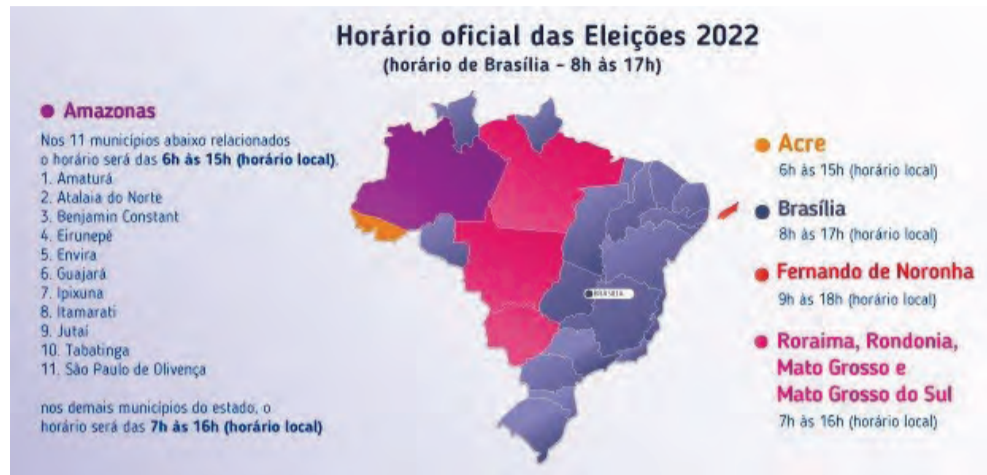 Horário oficial das Eleições 2022
(horário de Brasília - 8h às 17h)
Amazonas
Nos 11 municípios abaixo relacionados
o horário será das 6h às 15h (horário local).
1. Amaturá
2. Atalaia do Norte
3. Benjamin Constant
4. Eirunepé
5. Envira
6. Guajará
7. Ipixuna
8. Itamarati
9. Jutaí
10. Tabatinga
11. São Paulo de Olivença
nos demais municípios do estado, o
horário será das 7h às 16h (horário local)
BRASÍLIA
Acre
6h às 15h (horário local)
Brasília
8h às 17h (horário local)
Fernando de Noronha
9h às 18h (horário local)
Roraima, Rondonia,
Mato Grosso e
Mato Grosso do Sul
7h às 16h (horário local)